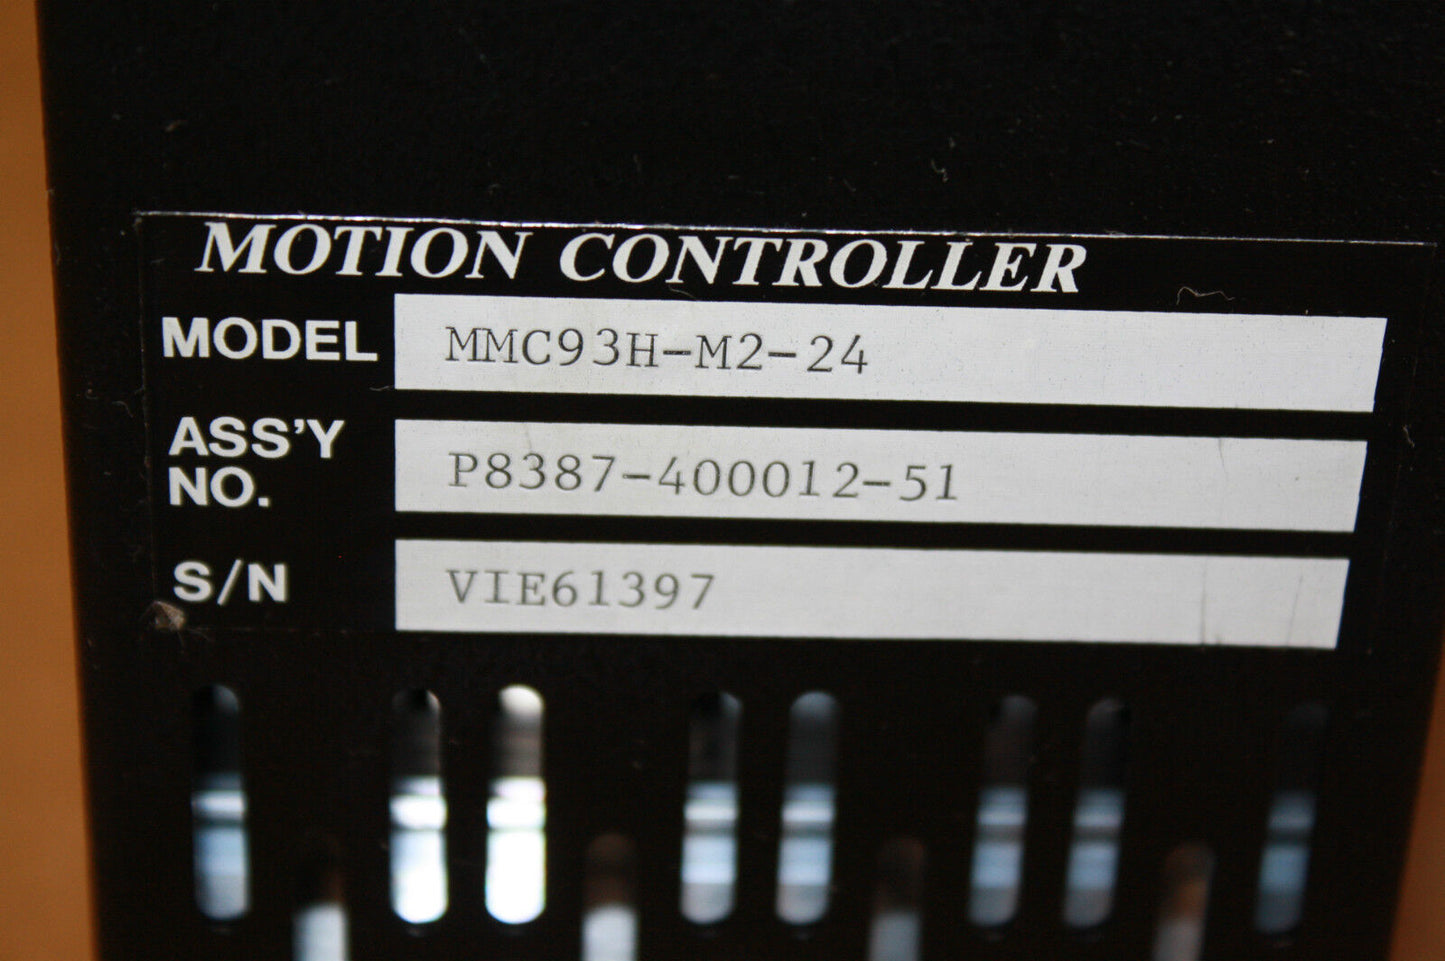 MOTION CONTROLLER
MODEL MMC93H-M2-24
ASS'Y
NO. P8387-400012-51
S/N VIE61397